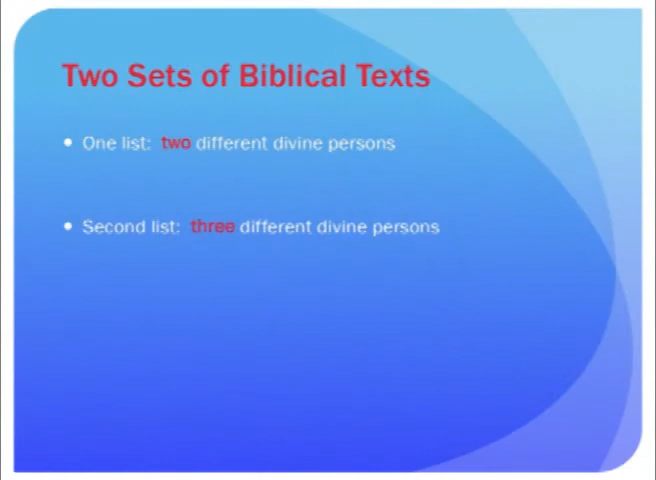 Two Sets of Biblical Texts
• One list: two different divine persons
• Second list: three different divine persons